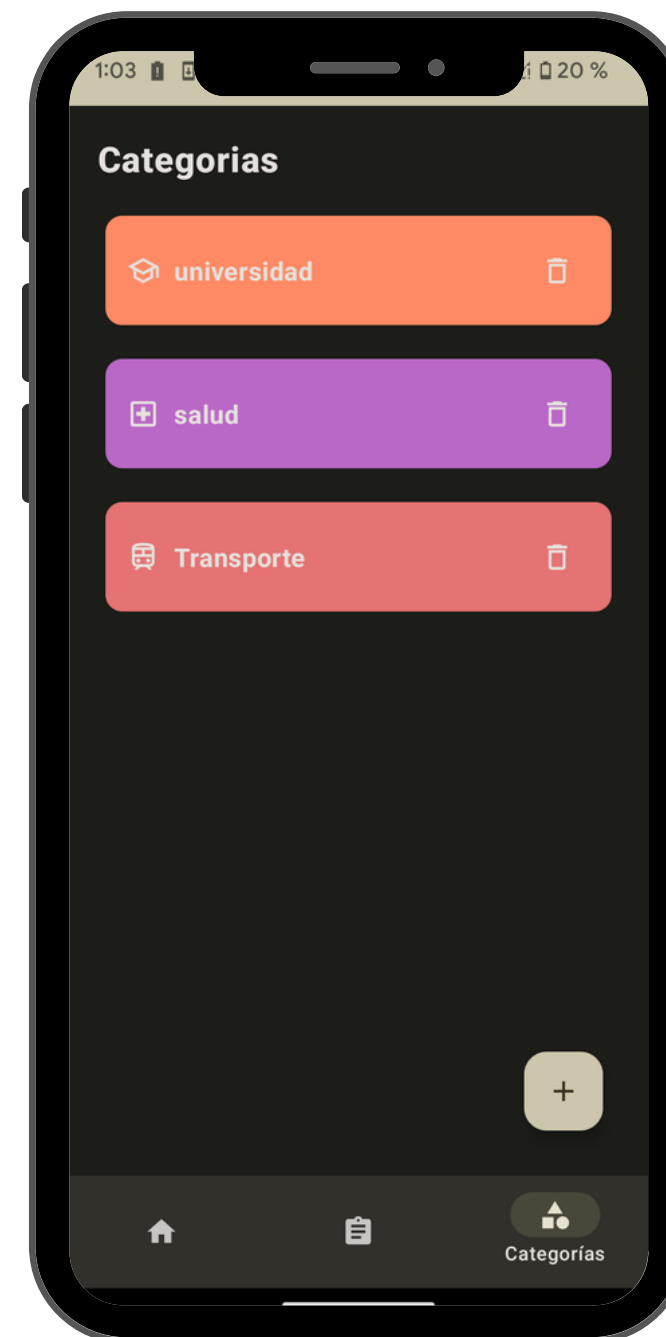 1:03 20 %
Categorias
universidad
salud
Transporte
+
Categorías